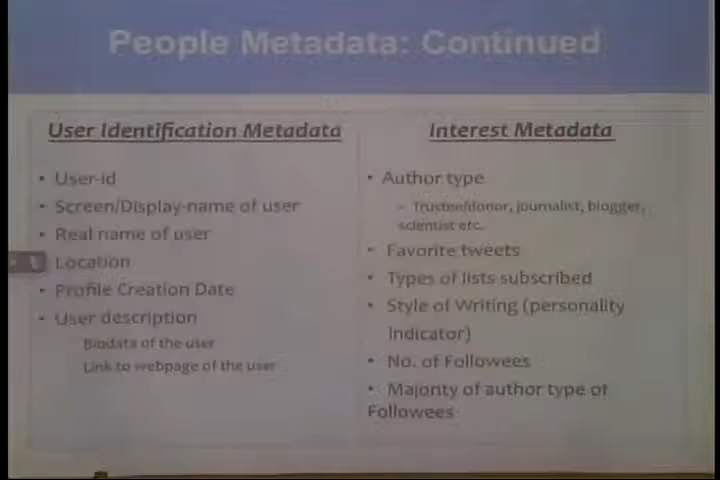 People Metadata: Continued
User Identification Metadata
• User-id
• Screen/Display-name of user
• Real name of user
Location
• Profile Creation Date
• User description
Biodata of the user
Link to webpage of the user
Interest Metadata
• Author type
- Trustee/donor, journalist, blogger,
scientist etc.
• Favorite tweets
• Types of lists subscribed
• Style of Writing (personality
indicator)
• No. of Followees
• Majority of author type of
Followees